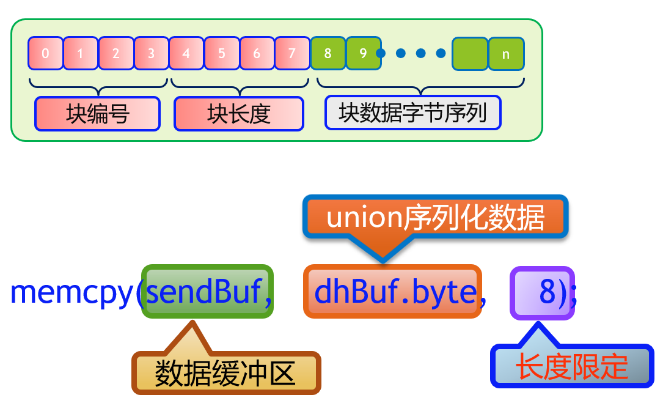 0 1 2 3 4 5 6 7 8 9 n
块编号 块长度 块数据字节序列
union序列化数据
memcpy(sendBuf, dhBuf.byte, 8);
数据缓冲区 长度限定